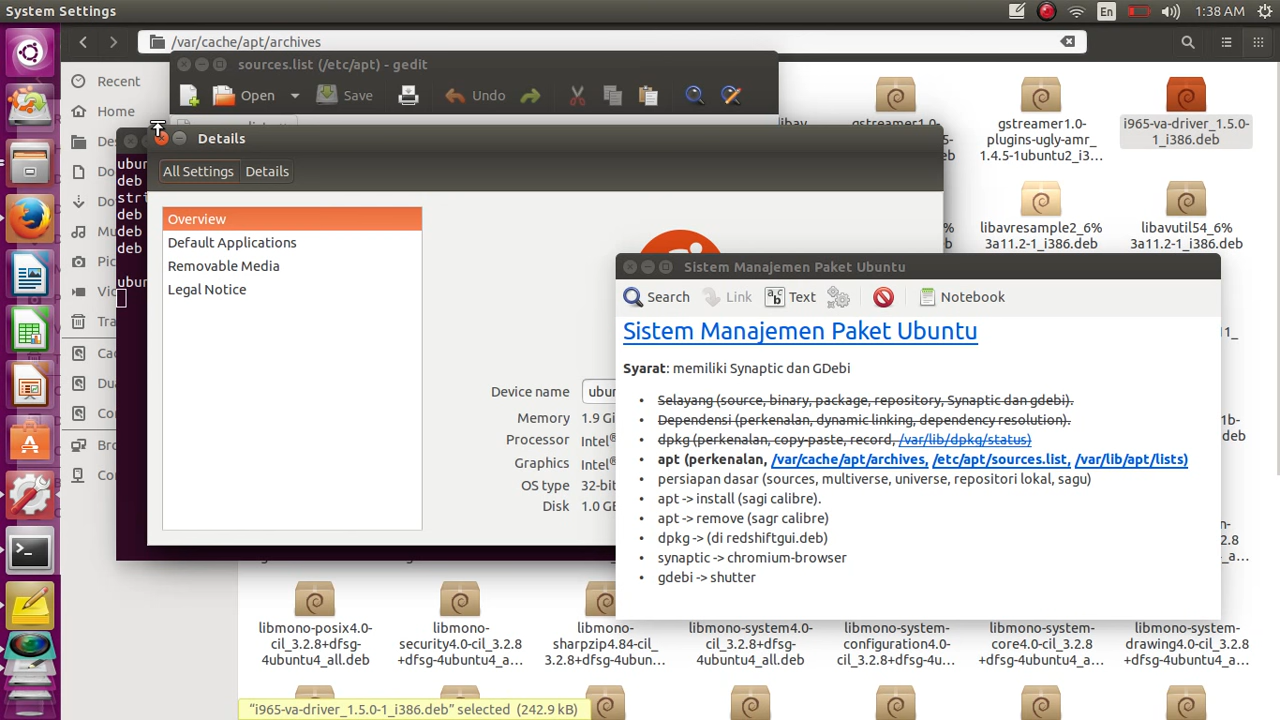 System Settings
En
1:38 AM
/var/cache/apt/archives
Recent
Home
sources.list (/etc/apt) - gedit
Open
Save
Undo
Details
All Settings
Details
Overview
Default Applications
Removable Media
Legal Notice
Device name
Memory 1.9
Processor Intel®
Graphics Intel®
OS type 32-bit
Disk 1.0
deb
deb
deb
deb
gstreamer1.0-
plugins-ugly-amr_
1.4.5-1ubuntu2_i3...
i965-va-driver_1.5.0-
1_i386.deb
libavresample2_6%
3a11.2-1_i386.deb
libavutil54_6%
3a11.2-1_i386.deb
Sistem Manajemen Paket Ubuntu
Search
Link
Text
Notebook
Sistem Manajemen Paket Ubuntu
Syarat: memiliki Synaptic dan GDebi
• Selayang (source, binary, package, repository, Synaptic dan gdebi).
• Dependensi (perkenalan, dynamic linking, dependency resolution).
• dpkg (perkenalan, copy-paste, record, /var/lib/dpkg/status)
• apt (perkenalan, /var/cache/apt/archives, /etc/apt/sources.list, /var/lib/apt/lists)
• persiapan dasar (sources, multiverse, universe, repositori lokal, sagu)
• apt -> install (sagi calibre).
• apt -> remove (sagr calibre)
• dpkg -> (di redshiftgui.deb)
• synaptic -> chromium-browser
• gdebi -> shutter
libmono-posix4.0-
cil_3.2.8+dfsg-
4ubuntu4_all.deb
libmono-
security4.0-cil_3.2.8
+dfsg-4ubuntu4_a...
libmono-
sharpzip4.84-cil_
3.2.8+dfsg-4ubun...
libmono-system4.0-
cil_3.2.8+dfsg-
4ubuntu4_all.deb
libmono-system-
configuration4.0-
cil_3.2.8+dfsg-4u...
libmono-system-
core4.0-cil_3.2.8
+dfsg-4ubuntu4_a...
libmono-system-
drawing4.0-cil_3.2.8
+dfsg-4ubuntu4_a...
“i965-va-driver_1.5.0-1_i386.deb” selected (242.9 kB)